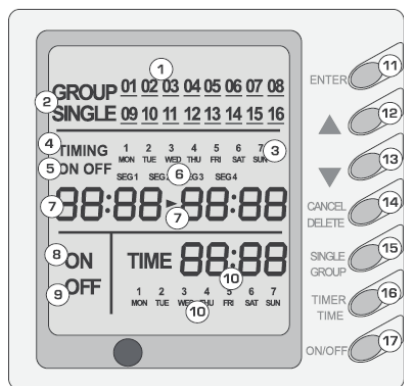 1
GROUP 01 02 03 04 05 06 07 08
2
SINGLE 09 10 11 12 13 14 15 16
4 TIMING 1 2 3 4 5 6 7 3
MON TUE WED THU FRI SAT SUN
5 ON OFF 6
SEG1 SEG3 SEG4
7 88:88 7 88:88
8 ON TIME 88:88
9 OFF 10
1 2 3 4 5 6 7
MON TUE THU FRI SAT SUN
10
ENTER 11
12
13
CANCEL 14
DELETE
SINGLE 15
GROUP
TIMER 16
TIME
ON/OFF 17